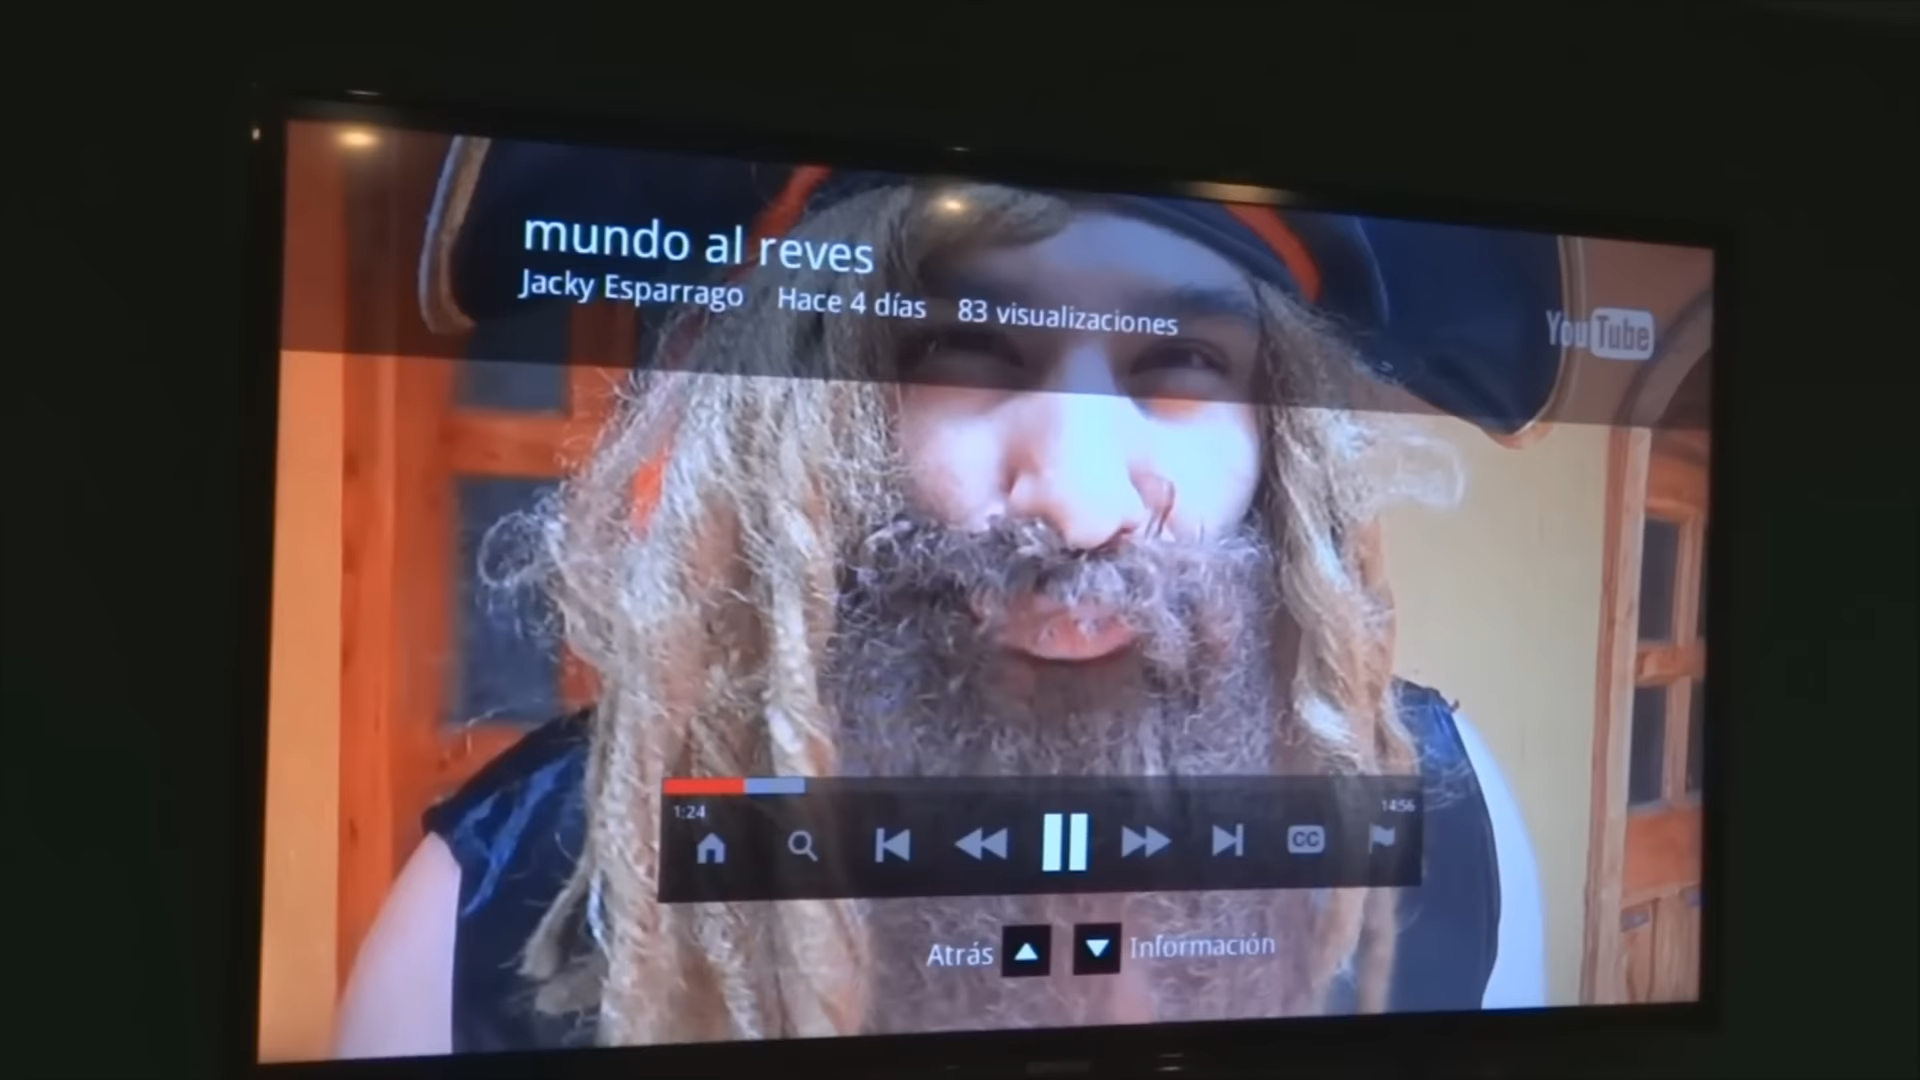 mundo al reves
Jacky Esparrago Hace 4 días 83 visualizaciones
YouTube
1:24
14:56
CC
Atrás
Información